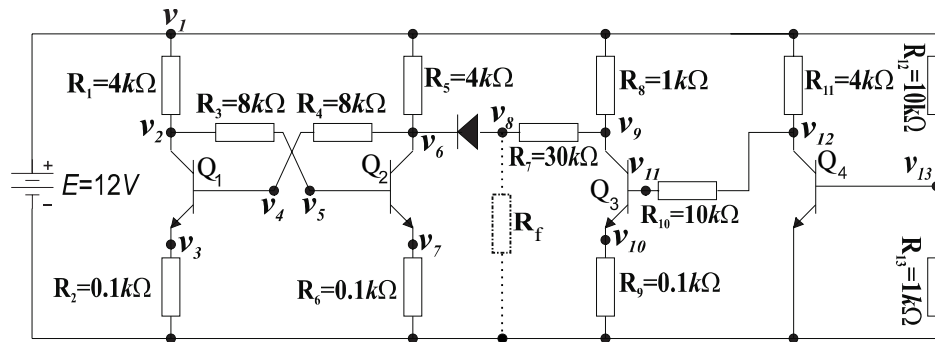 v1
R1=4kΩ
R5=4kΩ
R8=1kΩ
R11=4kΩ
R12=10kΩ
R3=8kΩ
R4=8kΩ
v2
v6
v8
v9
v12
R7=30kΩ
v11
v13
E=12V
+
-
Q1
Q2
Q3
Q4
v4
v5
R10=10kΩ
v3
v7
Rf
v10
R2=0.1kΩ
R6=0.1kΩ
R9=0.1kΩ
R13=1kΩ